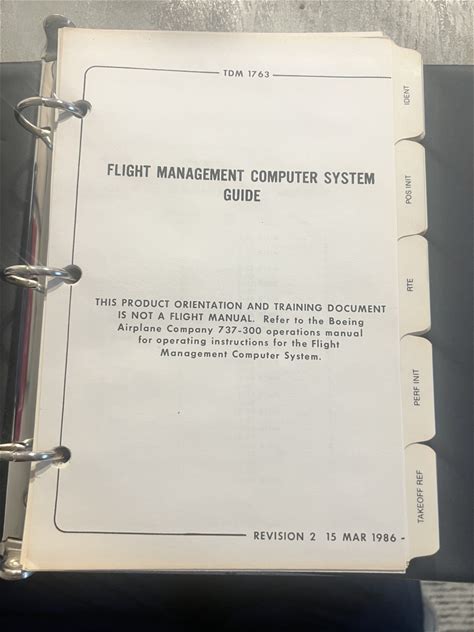 TDM 1763
FLIGHT MANAGEMENT COMPUTER SYSTEM
GUIDE
THIS PRODUCT ORIENTATION AND TRAINING DOCUMENT
IS NOT A FLIGHT MANUAL. Refer to the Boeing
Airplane Company 737-300 operations manual
for operating instructions for the Flight
Management Computer System.
REVISION 2 15 MAR 1986
IDENT
POS INIT
RTE
PERF INIT
TAKEOFF REF